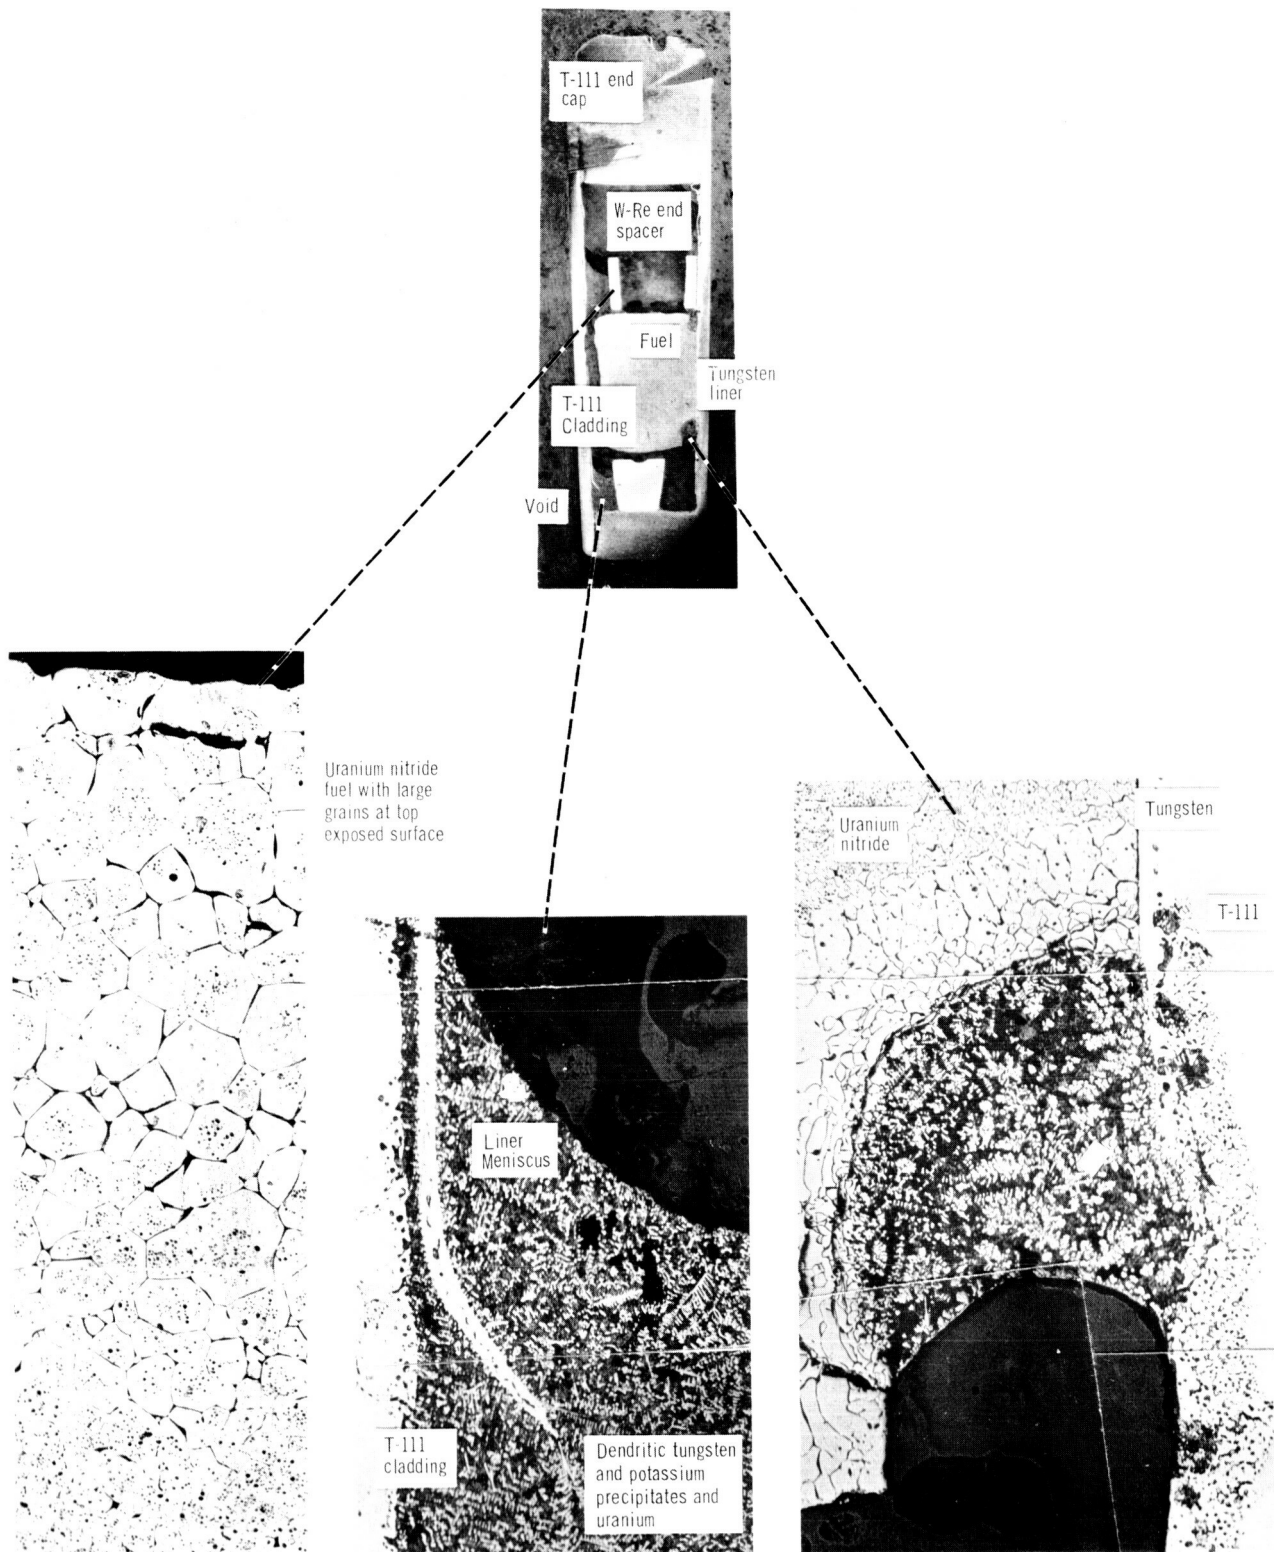 T-111 end
cap
W-Re end
spacer
Fuel
Tungsten
liner
T-111
Cladding
Void
Uranium nitride
fuel with large
grains at top
exposed surface
Uranium
nitride
Tungsten
T-111
Liner
Meniscus
T-111
cladding
Dendritic tungsten
and potassium
precipitates and
uranium